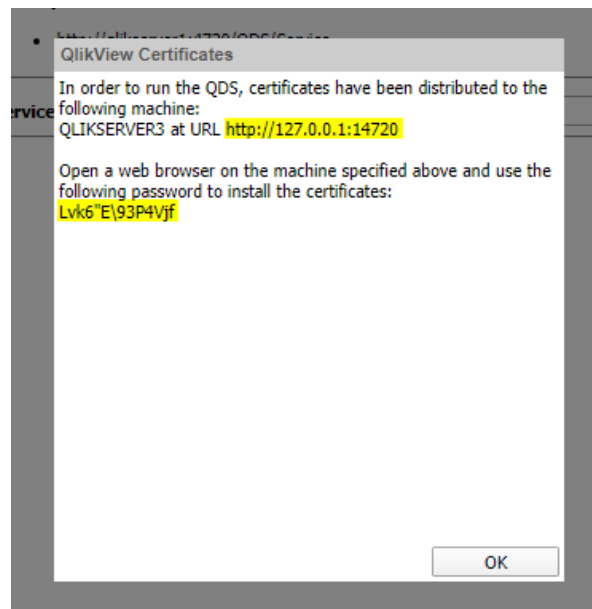 QlikView Certificates
In order to run the QDS, certificates have been distributed to the
ervice
following machine:
QLIKSERVER3 at URL http://127.0.0.1:14720
Open a web browser on the machine specified above and use the
following password to install the certificates:
Lvk6"E\93P4Vjf
OK